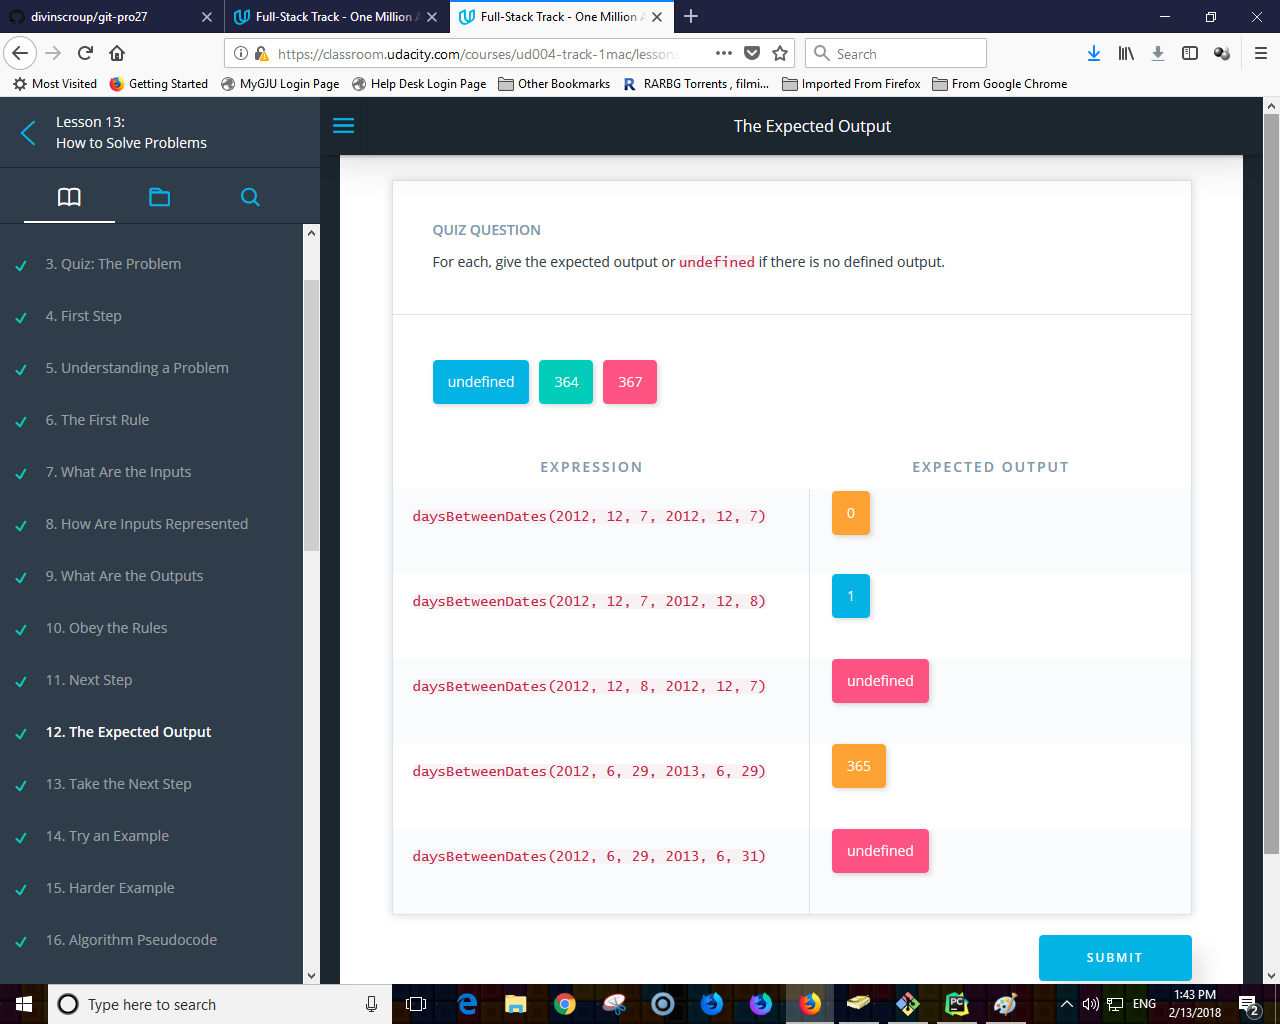 divinscroup/git-pro27
Full-Stack Track - One Million A
Full-Stack Track - One Million A
https://classroom.udacity.com/courses/ud004-track-1mac/lesson
Search
Most Visited
Getting Started
MyGJU Login Page
Help Desk Login Page
Other Bookmarks
RARBG Torrents , filmi...
Imported From Firefox
From Google Chrome
Lesson 13:
How to Solve Problems
The Expected Output
3. Quiz: The Problem
4. First Step
5. Understanding a Problem
6. The First Rule
7. What Are the Inputs
8. How Are Inputs Represented
9. What Are the Outputs
10. Obey the Rules
11. Next Step
12. The Expected Output
13. Take the Next Step
14. Try an Example
15. Harder Example
16. Algorithm Pseudocode
QUIZ QUESTION
For each, give the expected output or undefined if there is no defined output.
undefined 364 367
EXPRESSION EXPECTED OUTPUT
daysBetweenDates(2012, 12, 7, 2012, 12, 7) 0
daysBetweenDates(2012, 12, 7, 2012, 12, 8) 1
daysBetweenDates(2012, 12, 8, 2012, 12, 7) undefined
daysBetweenDates(2012, 6, 29, 2013, 6, 29) 365
daysBetweenDates(2012, 6, 29, 2013, 6, 31) undefined
SUBMIT
Type here to search
PC
ENG
1:43 PM
2/13/2018
2